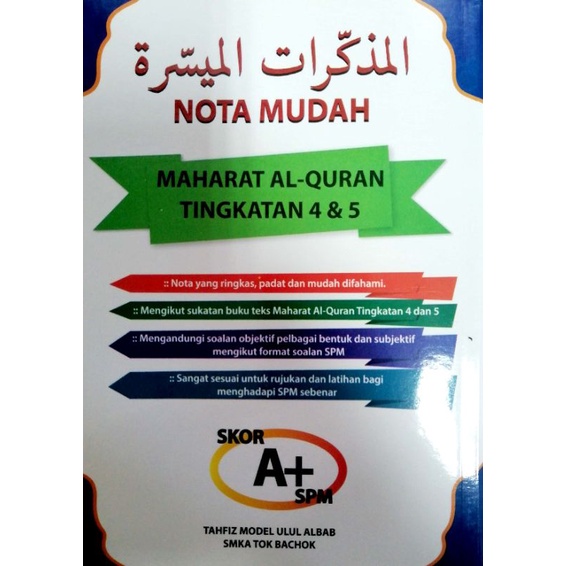 المذكّرات الميسّرة
NOTA MUDAH
MAHARAT AL-QURAN
TINGKATAN 4 & 5
:: Nota yang ringkas, padat dan mudah difahami.
:: Mengikut sukatan buku teks Maharat Al-Quran Tingkatan 4 dan 5
:: Mengandungi soalan objektif pelbagai bentuk dan subjektif
mengikut format soalan SPM
:: Sangat sesuai untuk rujukan dan latihan bagi
menghadapi SPM sebenar
SKOR
A+
SPM
TAHFIZ MODEL ULUL ALBAB
SMKA TOK BACHOK